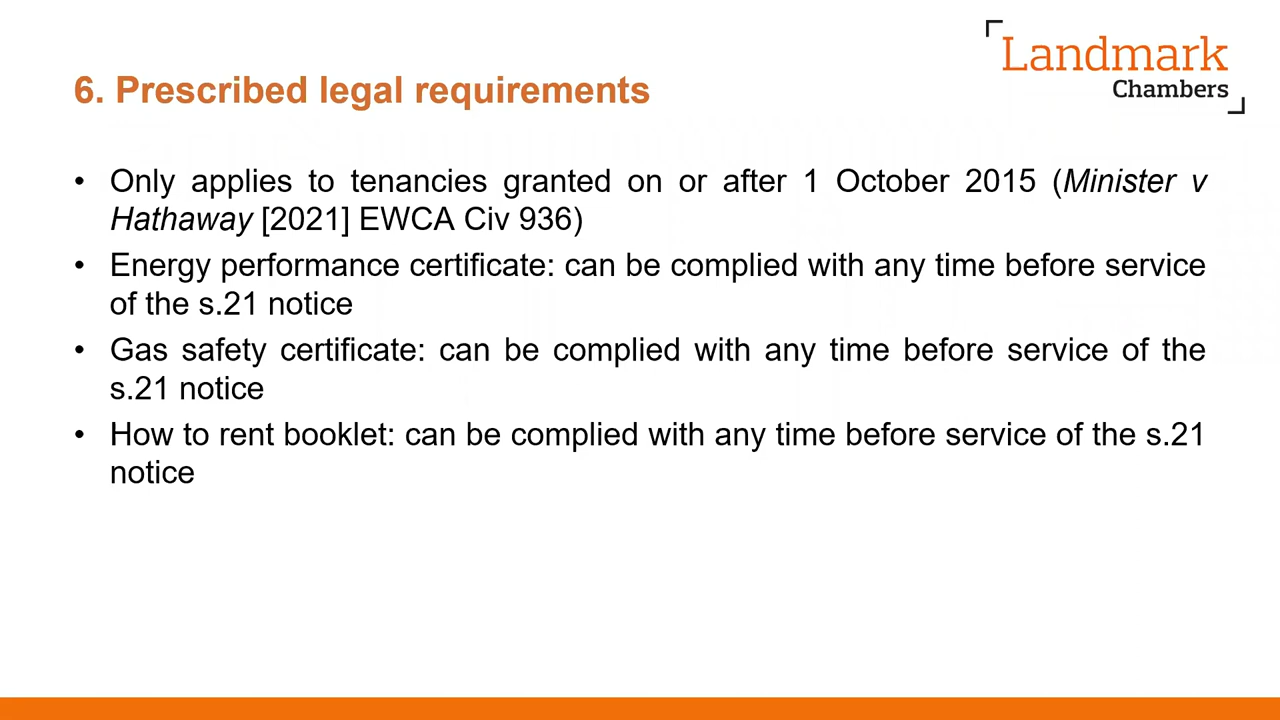 Landmark
Chambers
6. Prescribed legal requirements
• Only applies to tenancies granted on or after 1 October 2015 (Minister v
Hathaway [2021] EWCA Civ 936)
• Energy performance certificate: can be complied with any time before service
of the s.21 notice
• Gas safety certificate: can be complied with any time before service of the
s.21 notice
• How to rent booklet: can be complied with any time before service of the s.21
notice